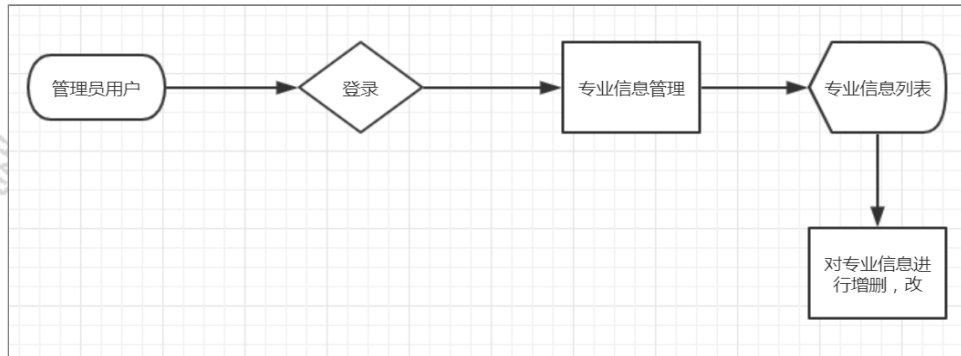 管理员用户
登录
专业信息管理
专业信息列表
对专业信息进
行增删，改